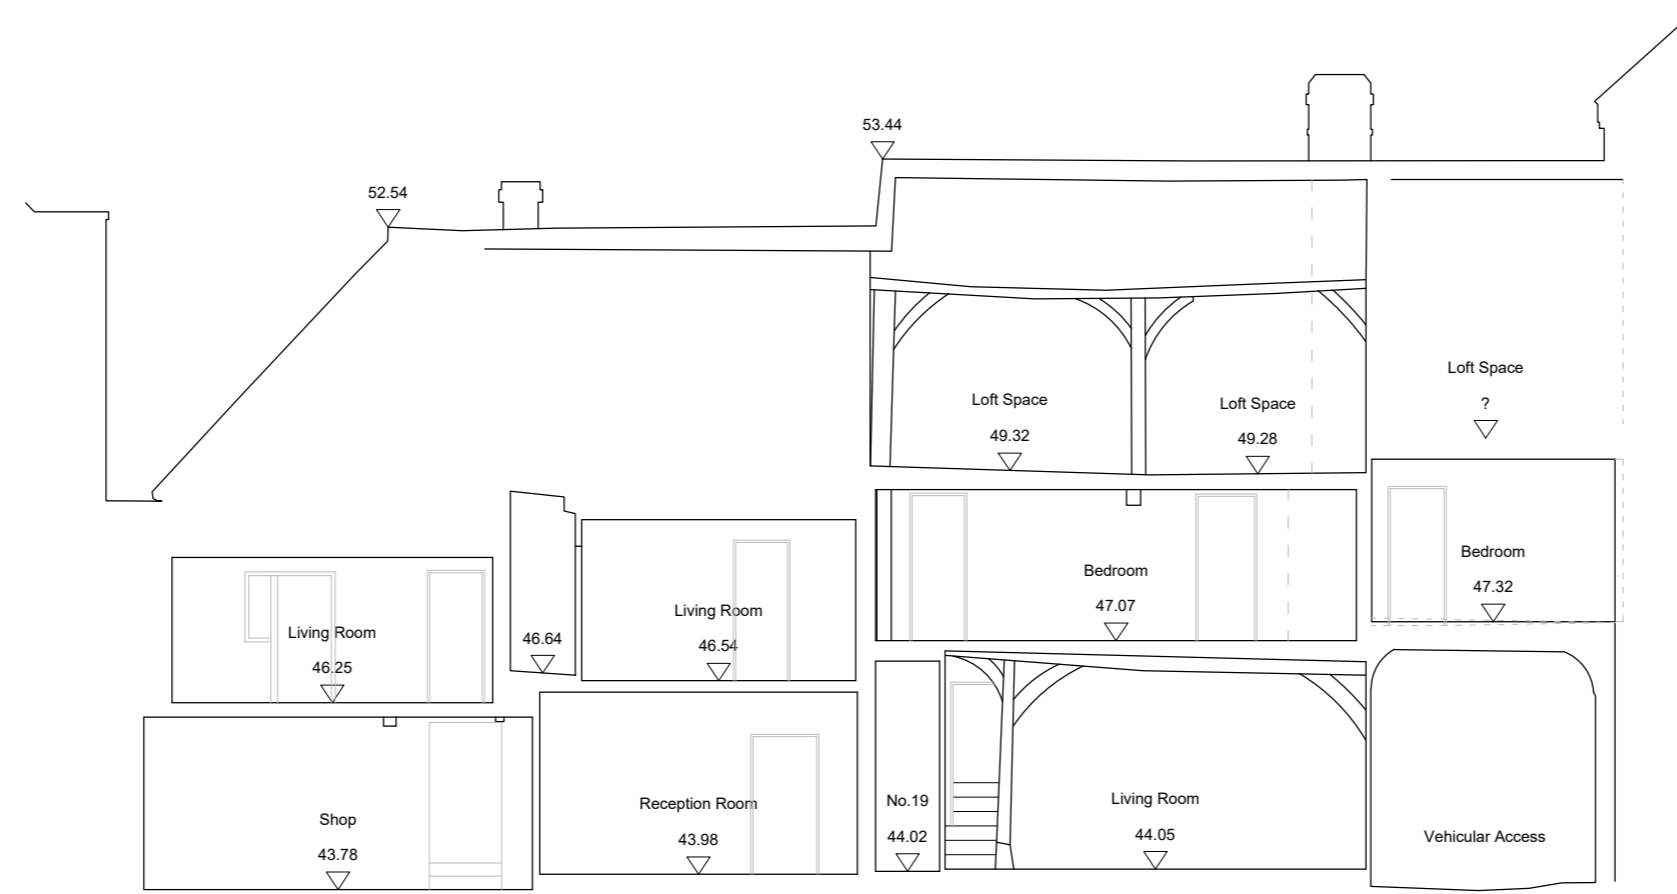 53.44
52.54
Loft Space
?
Loft Space
49.32
Loft Space
49.28
Bedroom
47.32
Bedroom
47.07
Living Room
46.54
46.64
Living Room
46.25
No.19
44.02
Living Room
44.05
Reception Room
43.98
Shop
43.78
Vehicular Access